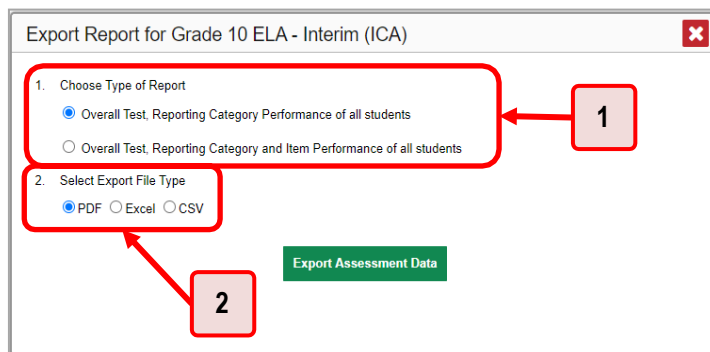 Export Report for Grade 10 ELA - Interim (ICA)
1. Choose Type of Report
Overall Test, Reporting Category Performance of all students
1
Overall Test, Reporting Category and Item Performance of all students
2. Select Export File Type
PDF Excel CSV
Export Assessment Data
2